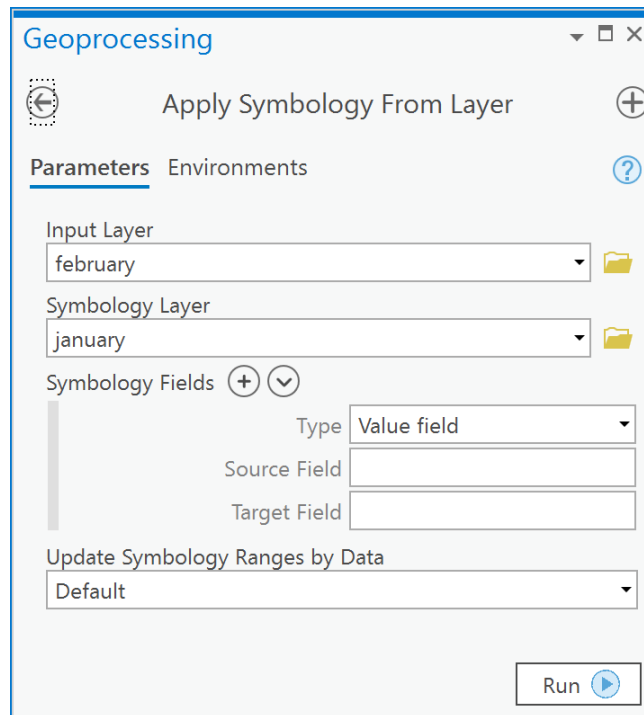 Geoprocessing
Apply Symbology From Layer
Parameters Environments
?
Input Layer
february
Symbology Layer
january
Symbology Fields
Type Value field
Source Field
Target Field
Update Symbology Ranges by Data
Default
Run